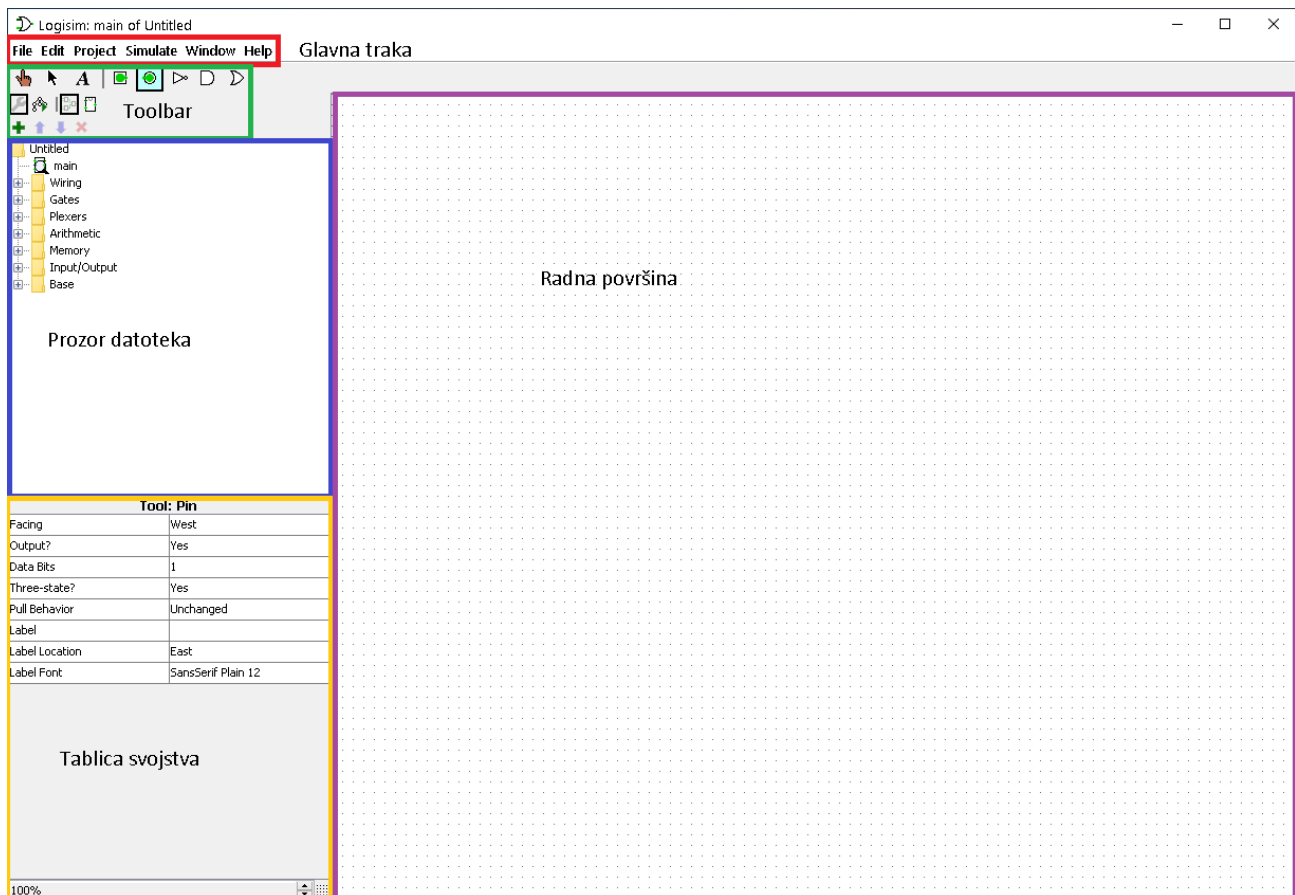 Logisim: main of Untitled
File Edit Project Simulate Window Help
Glavna traka
A
Toolbar
Untitled
main
Wiring
Gates
Plexers
Arithmetic
Memory
Input/Output
Base
Prozor datoteka
Radna površina
Tool: Pin
Facing West
Output? Yes
Data Bits 1
Three-state? Yes
Pull Behavior Unchanged
Label
Label Location East
Label Font SansSerif Plain 12
Tablica svojstva
100%